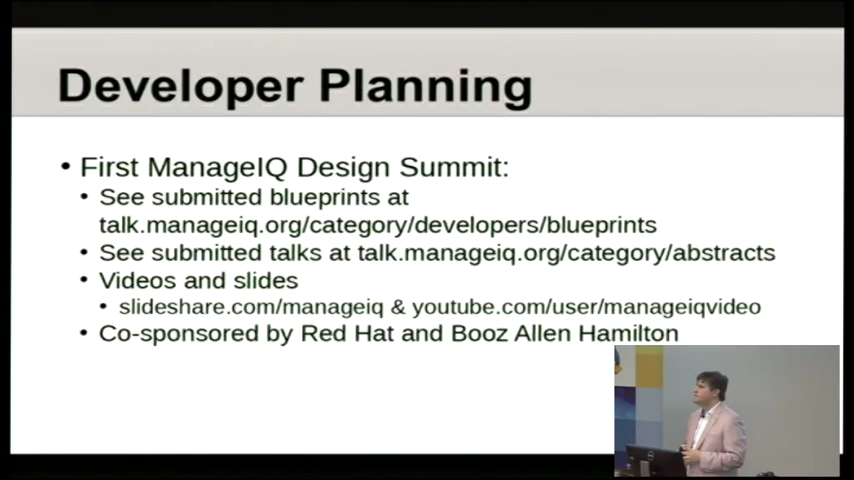 Developer Planning
• First ManageIQ Design Summit:
• See submitted blueprints at
talk.manageiq.org/category/developers/blueprints
• See submitted talks at talk.manageiq.org/category/abstracts
• Videos and slides
• slideshare.com/manageiq & youtube.com/user/manageiqvideo
• Co-sponsored by Red Hat and Booz Allen Hamilton